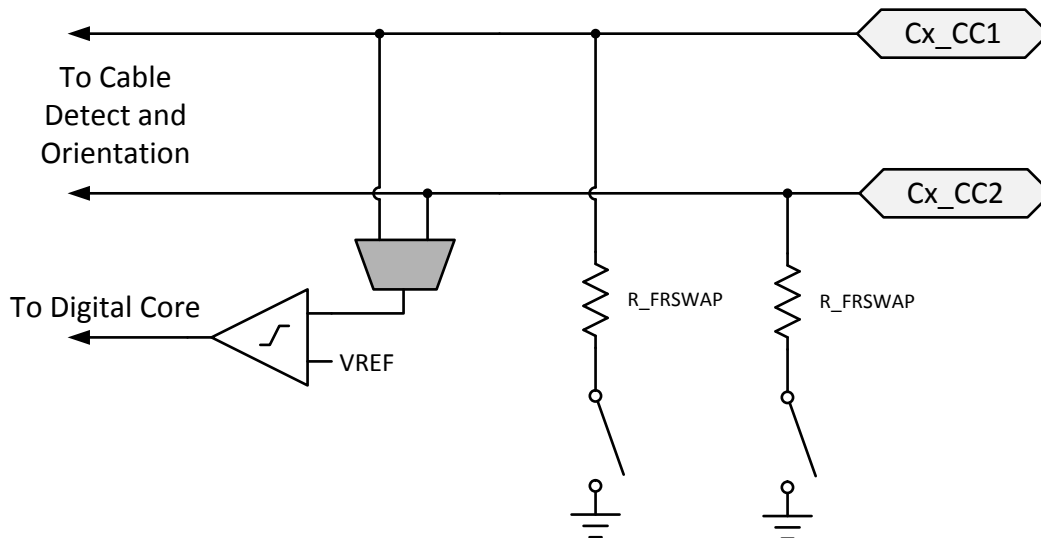 Cx_CC1
To Cable
Detect and
Orientation
Cx_CC2
To Digital Core
R_FRSWAP
R_FRSWAP
VREF